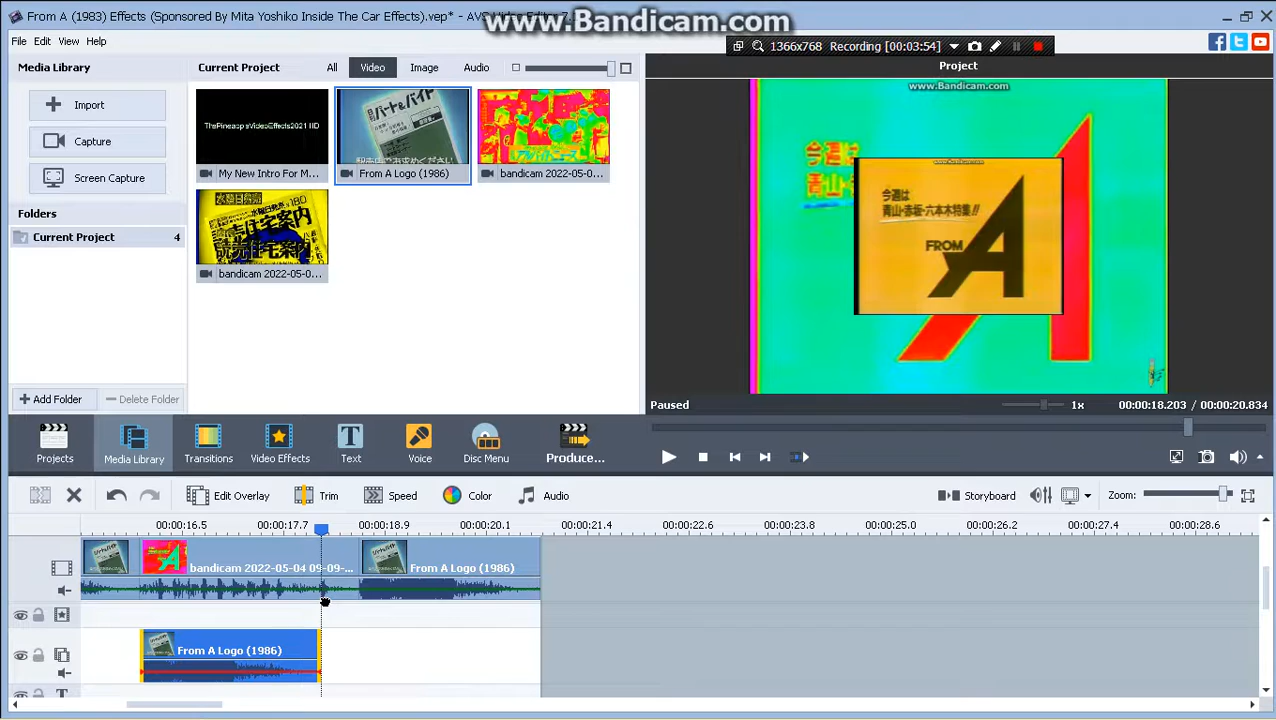 From A (1983) Effects (Sponsored By Mita Yoshiko Inside The Car Effects).vep* - AVS Video Editor 7.
www.Bandicam.com
File Edit View Help
1366x768 Recording [00:03:54]
Media Library
Current Project
All
Video
Image
Audio
Project
Import
Capture
Screen Capture
ThePineappsVideoEffects2021 IIID
My New Intro For M...
From A Logo (1986)
bandicam 2022-05-0...
bandicam 2022-05-0...
Folders
Current Project 4
Add Folder
Delete Folder
www.Bandicam.com
今週は
青山・赤坂・六本木特集!!
FROM A
Paused
1x
00:00:18.203 / 00:00:20.834
Projects
Media Library
Transitions
Video Effects
Text
Voice
Disc Menu
Produce...
Edit Overlay
Trim
Speed
Color
Audio
Storyboard
Zoom:
00:00:16.5
00:00:17.7
00:00:18.9
00:00:20.1
00:00:21.4
00:00:22.6
00:00:23.8
00:00:25.0
00:00:26.2
00:00:27.4
00:00:28.6
bandicam 2022-05-04 09-09-...
From A Logo (1986)
From A Logo (1986)